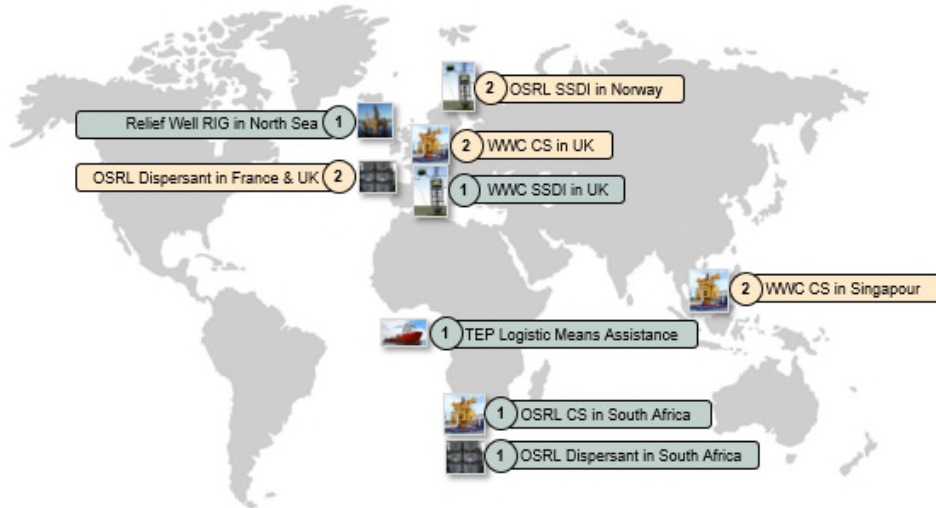 2 OSRL SSDI in Norway
Relief Well RIG in North Sea 1
2 WWC CS in UK
OSRL Dispersant in France & UK 2
1 WWC SSDI in UK
2 WWC CS in Singapour
1 TEP Logistic Means Assistance
1 OSRL CS in South Africa
1 OSRL Dispersant in South Africa